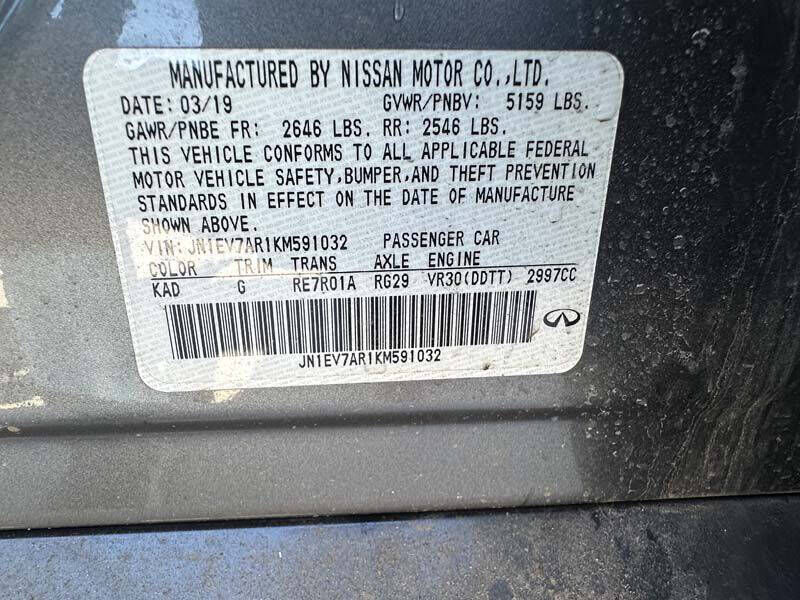 MANUFACTURED BY NISSAN MOTOR CO.,LTD.
DATE: 03/19 GVWR/PNBV: 5159 LBS.
GAWR/PNBE FR: 2646 LBS. RR: 2546 LBS.
THIS VEHICLE CONFORMS TO ALL APPLICABLE FEDERAL
MOTOR VEHICLE SAFETY,BUMPER,AND THEFT PREVENTION
STANDARDS IN EFFECT ON THE DATE OF MANUFACTURE
SHOWN ABOVE.
VIN: JN1EV7AR1KM591032 PASSENGER CAR
COLOR TRIM TRANS AXLE ENGINE
KAD G RE7R01A RG29 VR30(DDTT) 2997CC
JN1EV7AR1KM591032